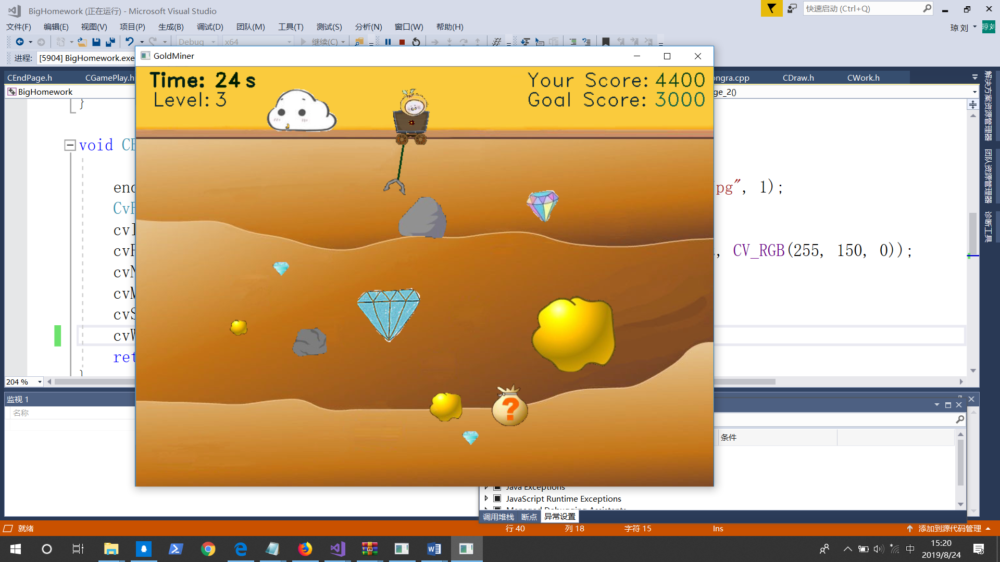 BigHomework (正在运行) - Microsoft Visual Studio
快速启动 (Ctrl+Q)
文件(F) 编辑(E) 视图(V) 项目(P) 生成(B) 调试(D) 团队(M) 工具(T) 测试(S) 分析(N) 窗口(W) 帮助(H)
琼 刘
琼刘
Debug x64 继续(C)
进程: [5904] BigHomework.exe
GoldMiner
CEndPage.h CGamePlay.h ongra.cpp CDraw.h CWork.h
BigHomework ge_2()
Time: 24 s
Level: 3
Your Score: 4400
Goal Score: 3000
}
void CE
end pg", 1);
cvI
cvF , CV_RGB(255, 150, 0));
cvN
cvM
cvS
cvW
ret
}
204 %
?
监视 1
名称
条件
Java Exceptions
JavaScript Runtime Exceptions
Managed Debugging Assistants
调用堆栈 断点 异常设置
解决方案资源管理器
团队资源管理器
诊断工具
就绪 行 40 列 18 字符 15 Ins 添加到源代码管理
中
15:20
2019/8/24